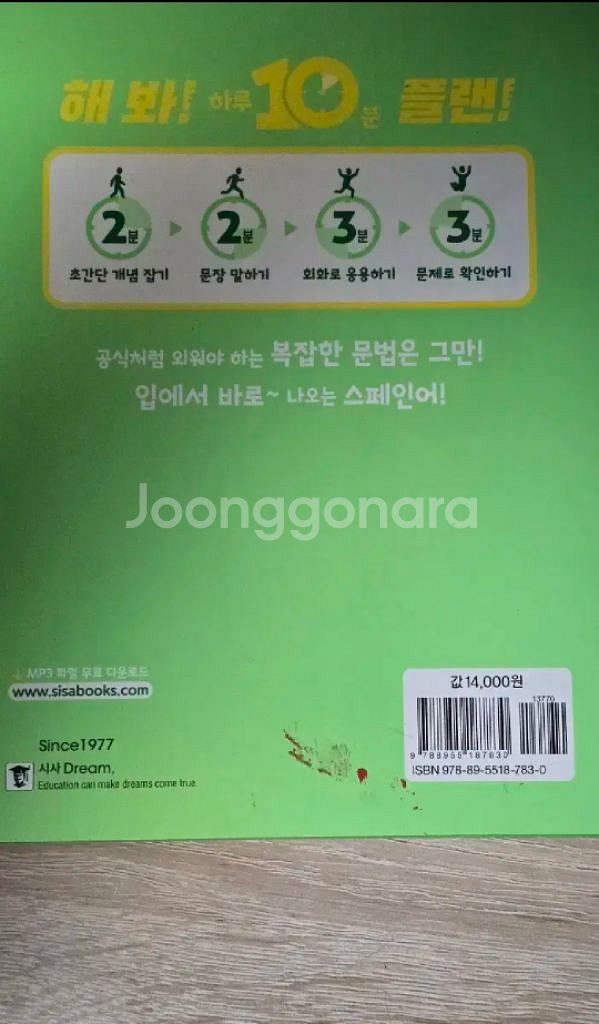 해 봐! 하루 10분 플랜!
2분 2분 3분 3분
초간단 개념 잡기 문장 말하기 회화로 응용하기 문제로 확인하기
공식처럼 외워야 하는 복잡한 문법은 그만!
입에서 바로~ 나오는 스페인어!
Joonggonara
MP3 파일 무료 다운로드
www.sisabooks.com
값 14,000원
13770
9 788955 187830
ISBN 978-89-5518-783-0
Since1977
시사 Dream,
Education can make dreams come true.